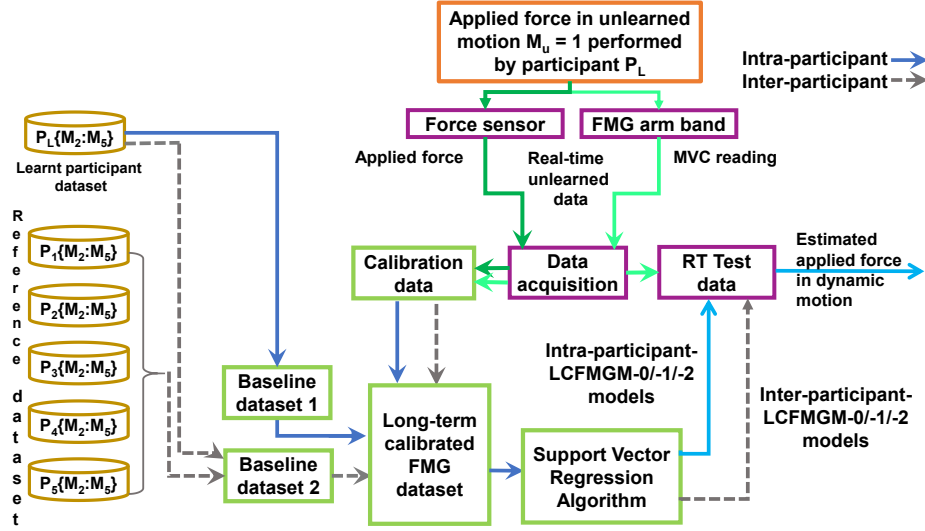 Applied force in unlearned
motion Mu = 1 performed
by participant PL
Intra-participant
Inter-participant
PL{M2:M5}
Learnt participant
dataset
Force sensor
FMG arm band
Applied force
Real-time
unlearned
data
MVC reading
Reference dataset
P1{M2:M5}
P2{M2:M5}
P3{M2:M5}
P4{M2:M5}
P5{M2:M5}
Calibration
data
Data
acquisition
RT Test
data
Estimated
applied force
in dynamic
motion
Intra-participant-
LCFMGM-0/-1/-2
models
Inter-participant-
LCFMGM-0/-1/-2
models
Baseline
dataset 1
Baseline
dataset 2
Long-term
calibrated
FMG
dataset
Support Vector
Regression
Algorithm